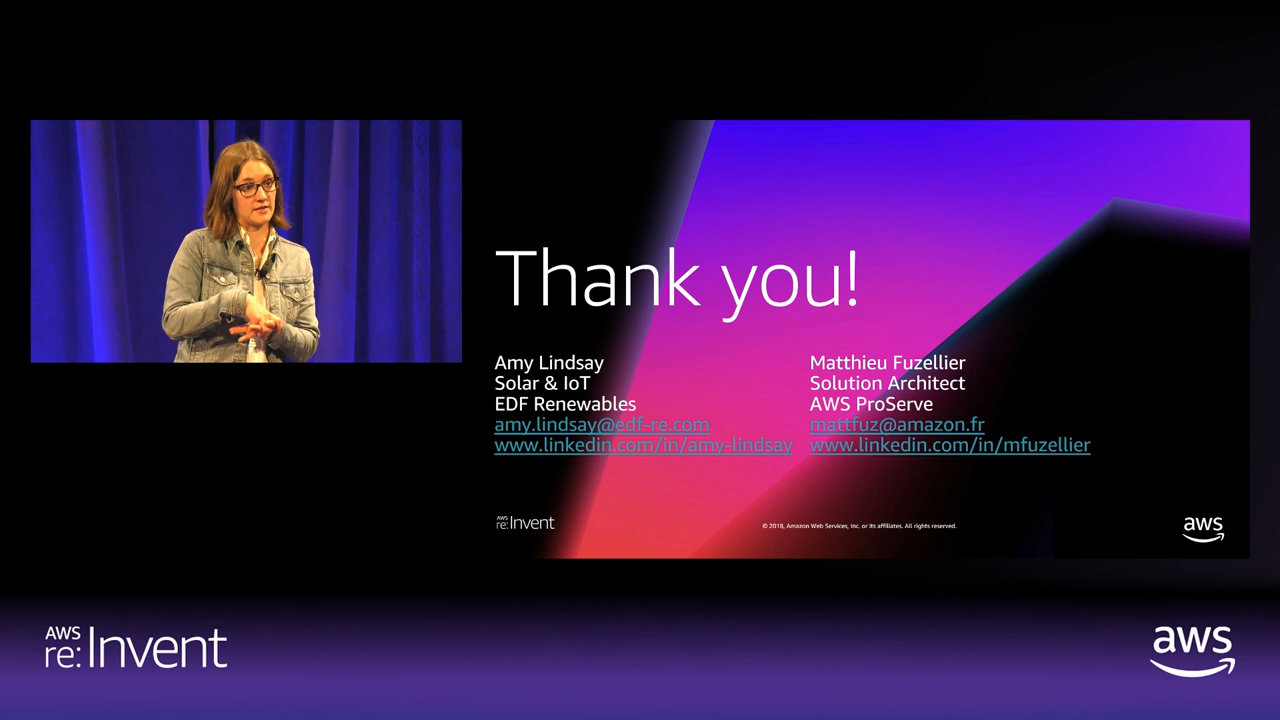 Thank you!
Amy Lindsay
Solar & IoT
EDF Renewables
amy.lindsay@edf-re.com
www.linkedin.com/in/amy-lindsay
Matthieu Fuzellier
Solution Architect
AWS ProServe
mattfuz@amazon.fr
www.linkedin.com/in/mfuzellier
AWS
re:Invent
© 2018, Amazon Web Services, Inc. or its affiliates. All rights reserved.
aws
AWS
re:Invent
aws